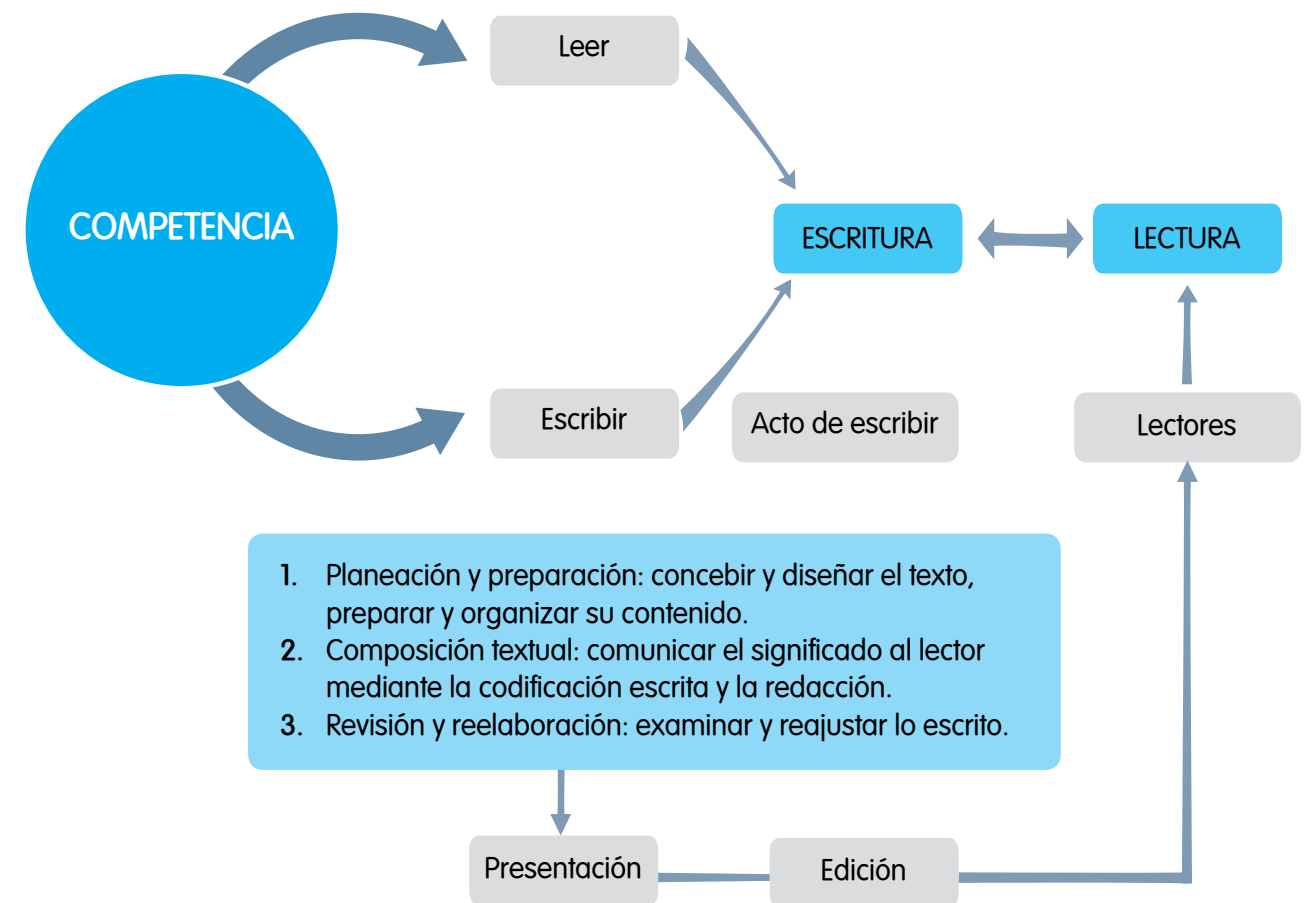 Leer
COMPETENCIA
ESCRITURA
LECTURA
Escribir
Acto de escribir
Lectores
1. Planeación y preparación: concebir y diseñar el texto,
preparar y organizar su contenido.
2. Composición textual: comunicar el significado al lector
mediante la codificación escrita y la redacción.
3. Revisión y reelaboración: examinar y reajustar lo escrito.
Presentación
Edición